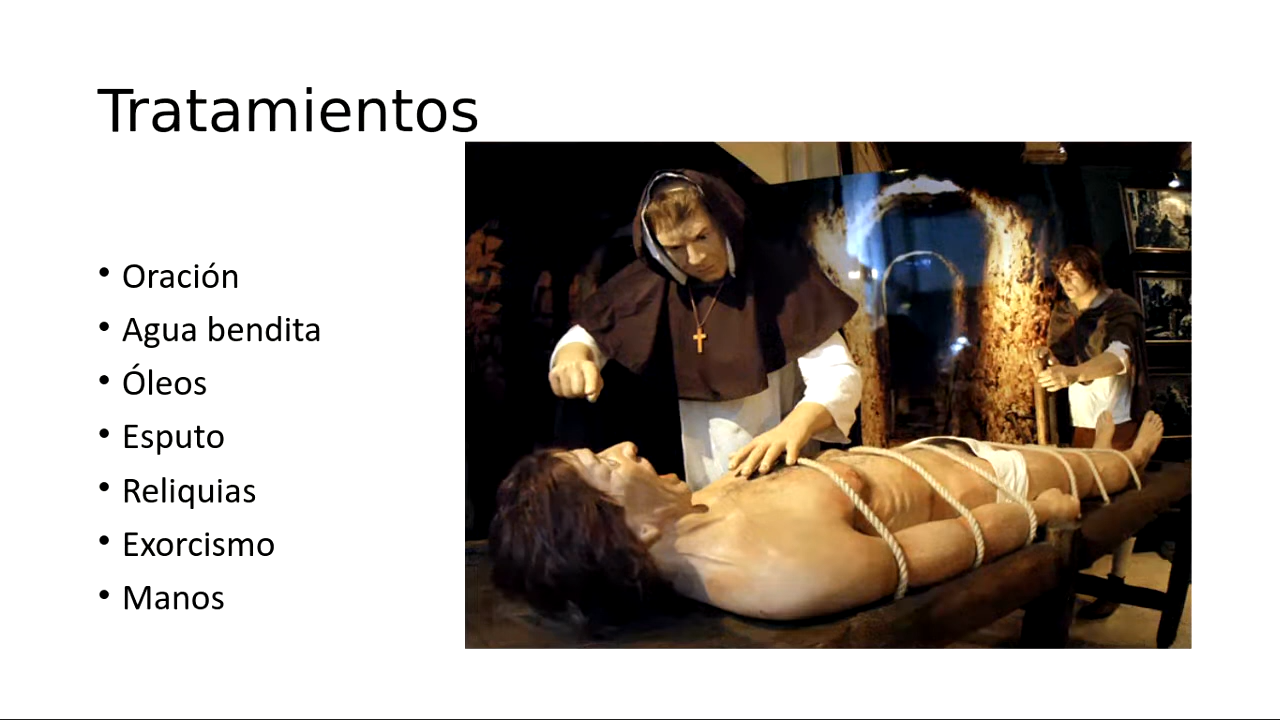 Tratamientos
• Oración
• Agua bendita
• Óleos
• Esputo
• Reliquias
• Exorcismo
• Manos